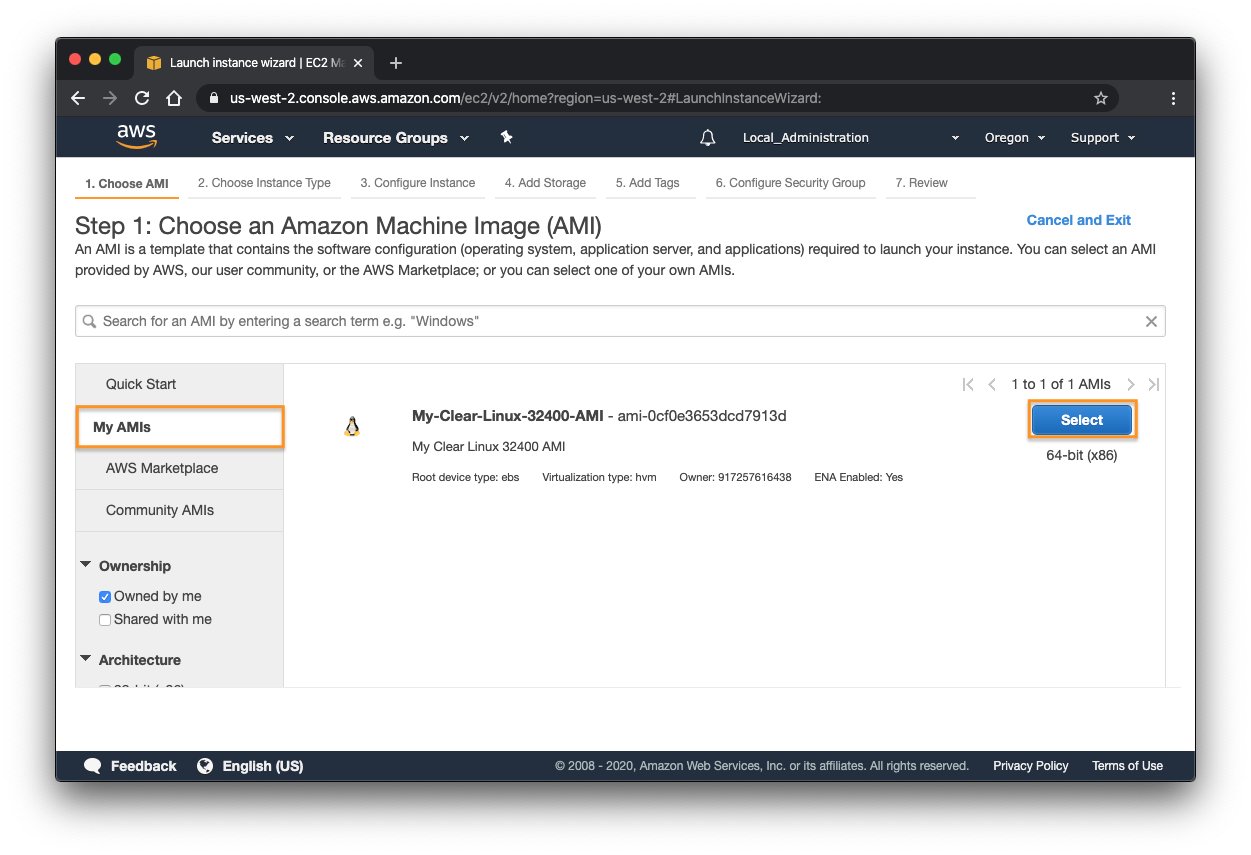 Launch instance wizard | EC2 Ma
us-west-2.console.aws.amazon.com/ec2/v2/home?region=us-west-2#LaunchInstanceWizard:
aws Services Resource Groups Local_Administration Oregon Support
1. Choose AMI 2. Choose Instance Type 3. Configure Instance 4. Add Storage 5. Add Tags 6. Configure Security Group 7. Review
Step 1: Choose an Amazon Machine Image (AMI) Cancel and Exit
An AMI is a template that contains the software configuration (operating system, application server, and applications) required to launch your instance. You can select an AMI
provided by AWS, our user community, or the AWS Marketplace; or you can select one of your own AMIs.
Search for an AMI by entering a search term e.g. "Windows"
Quick Start
My AMIs
AWS Marketplace
Community AMIs
Ownership
Owned by me
Shared with me
Architecture
1 to 1 of 1 AMIs
My-Clear-Linux-32400-AMI - ami-0cf0e3653dcd7913d
Select
My Clear Linux 32400 AMI
64-bit (x86)
Root device type: ebs Virtualization type: hvm Owner: 917257616438 ENA Enabled: Yes
Feedback English (US) © 2008 - 2020, Amazon Web Services, Inc. or its affiliates. All rights reserved. Privacy Policy Terms of Use